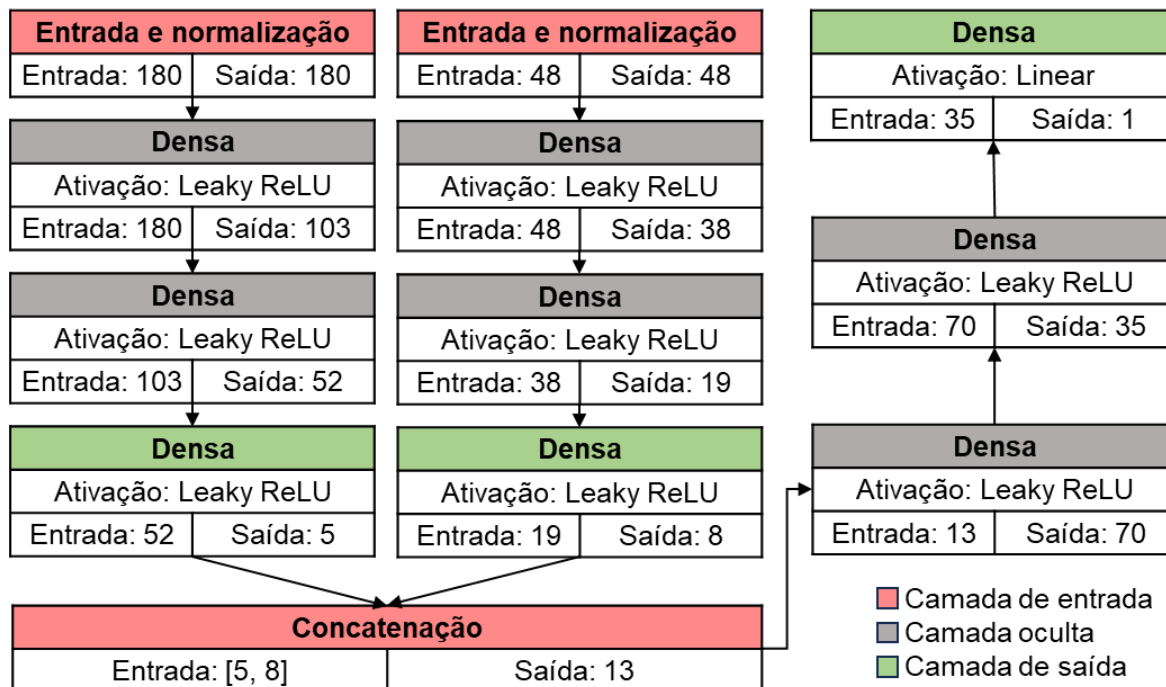 Entrada e normalização
Entrada: 180 Saída: 180
Densa
Ativação: Leaky ReLU
Entrada: 180 Saída: 103
Densa
Ativação: Leaky ReLU
Entrada: 103 Saída: 52
Densa
Ativação: Leaky ReLU
Entrada: 52 Saída: 5
Entrada e normalização
Entrada: 48 Saída: 48
Densa
Ativação: Leaky ReLU
Entrada: 48 Saída: 38
Densa
Ativação: Leaky ReLU
Entrada: 38 Saída: 19
Densa
Ativação: Leaky ReLU
Entrada: 19 Saída: 8
Concatenação
Entrada: [5, 8] Saída: 13
Densa
Ativação: Linear
Entrada: 35 Saída: 1
Densa
Ativação: Leaky ReLU
Entrada: 70 Saída: 35
Densa
Ativação: Leaky ReLU
Entrada: 13 Saída: 70
Camada de entrada
Camada oculta
Camada de saída